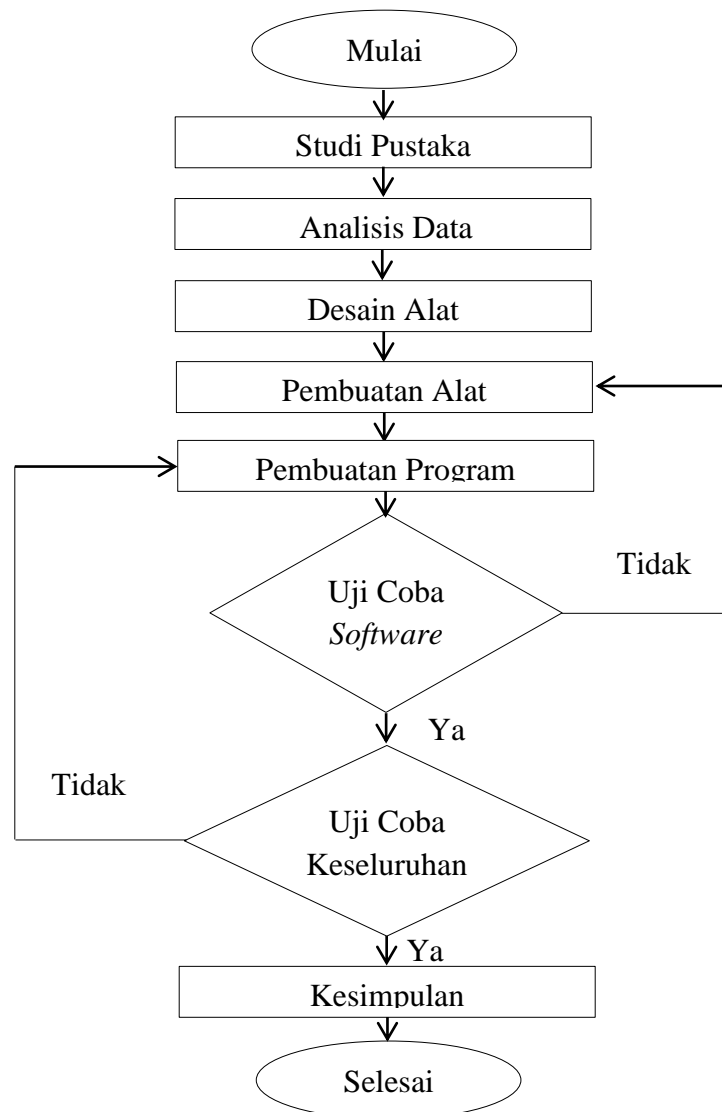 Mulai
Studi Pustaka
Analisis Data
Desain Alat
Pembuatan Alat
Pembuatan Program
Uji Coba
Software
Tidak
Ya
Tidak
Uji Coba
Keseluruhan
Ya
Kesimpulan
Selesai